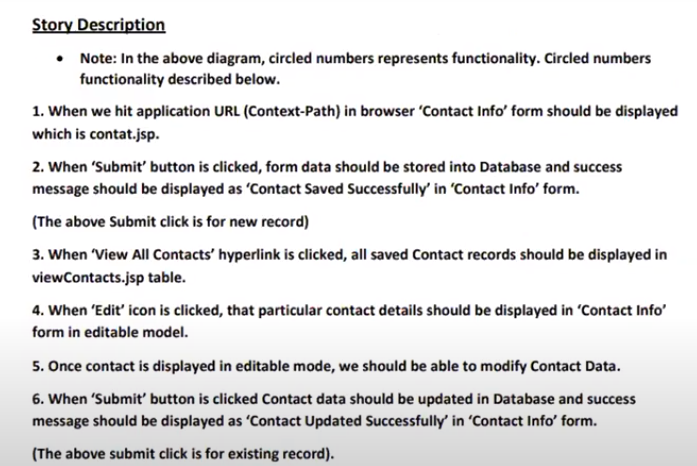 Story Description
• Note: In the above diagram, circled numbers represents functionality. Circled numbers
functionality described below.
1. When we hit application URL (Context-Path) in browser ‘Contact Info’ form should be displayed
which is contat.jsp.
2. When ‘Submit’ button is clicked, form data should be stored into Database and success
message should be displayed as ‘Contact Saved Successfully’ in ‘Contact Info’ form.
(The above Submit click is for new record)
3. When ‘View All Contacts’ hyperlink is clicked, all saved Contact records should be displayed in
viewContacts.jsp table.
4. When ‘Edit’ icon is clicked, that particular contact details should be displayed in ‘Contact Info’
form in editable model.
5. Once contact is displayed in editable mode, we should be able to modify Contact Data.
6. When ‘Submit’ button is clicked Contact data should be updated in Database and success
message should be displayed as ‘Contact Updated Successfully’ in ‘Contact Info’ form.
(The above submit click is for existing record).